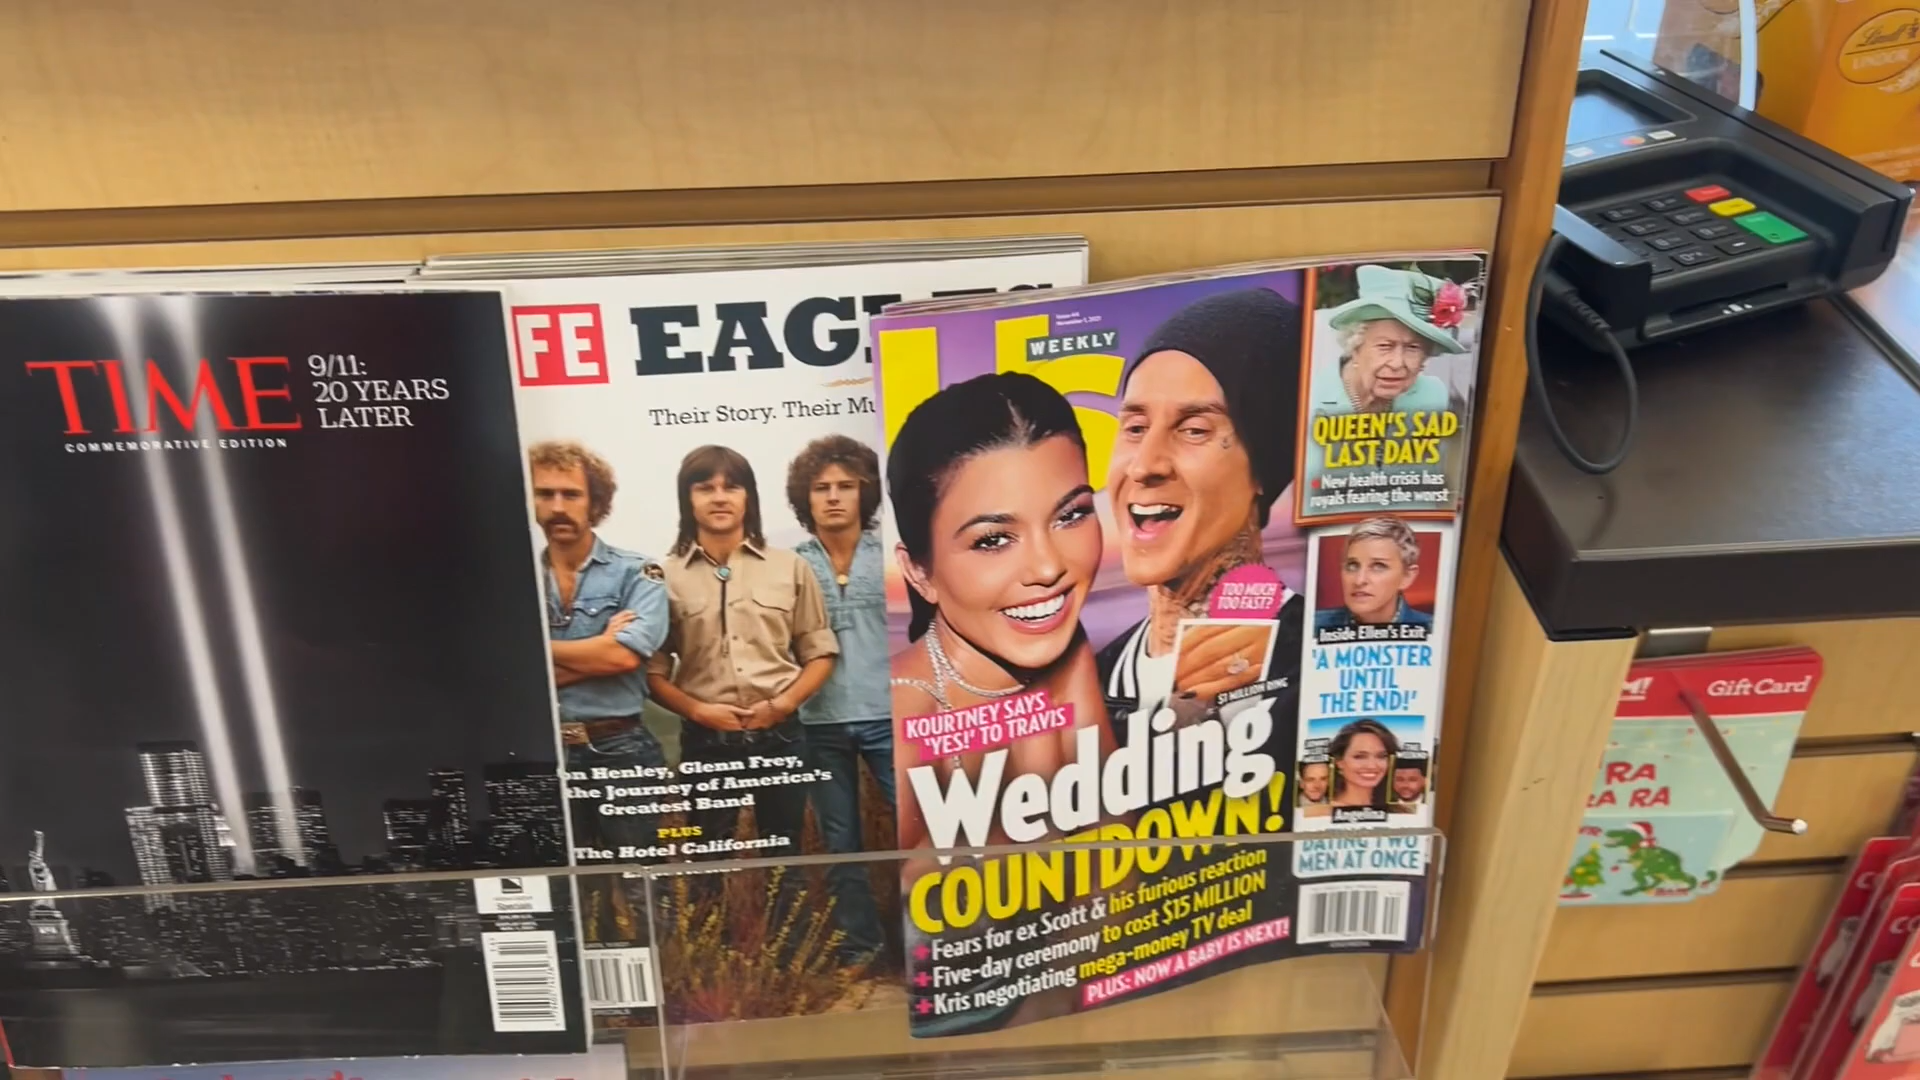 TIME
COMMEMORATIVE EDITION
9/11:
20 YEARS
LATER
Specials
FE EAG
Their Story. Their
on Henley, Glenn Frey,
the Journey of America's
Greatest Band
PLUS
The Hotel California
WEEKLY
TOO MUCH
TOO FAST?
$1 MILLION RING
KOURTNEY SAYS
'YES!' TO TRAVIS
Wedding
COUNTDOWN!
+ Fears for ex Scott & his furious reaction
+ Five-day ceremony to cost $15 MILLION
+ Kris negotiating mega-money TV deal
PLUS: NOW A BABY IS NEXT!
QUEEN'S SAD
LAST DAYS
New health crisis has
royals fearing the worst
Inside Ellen's Exit
'A MONSTER
UNTIL
THE END!'
Angelina
DATING TWO
MEN AT ONCE
Lindt
LINDOR
Gift Card
RA
RA RA